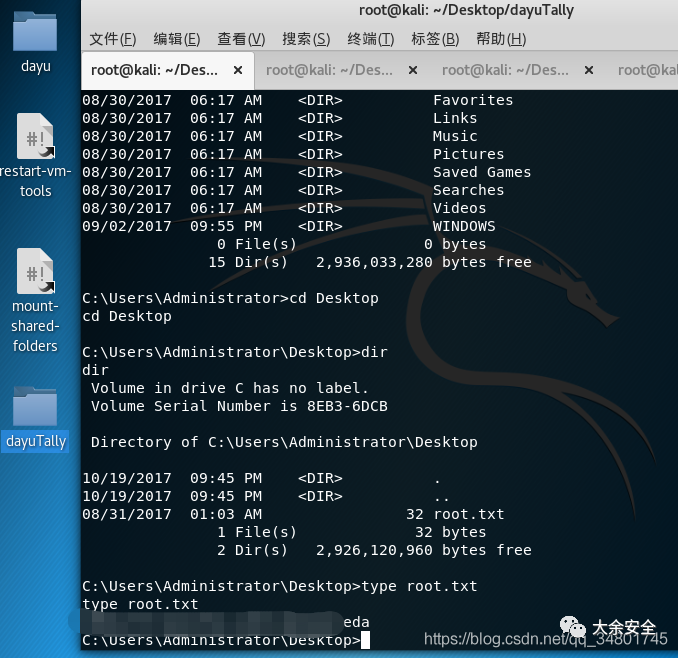 root@kali: ~/Desktop/dayuTally
文件(F) 编辑(E) 查看(V) 搜索(S) 终端(T) 标签(B) 帮助(H)
root@kali: ~/Des... × root@kali: ~/Des... × root@kali: ~/Des... × root@kal
dayu
restart-vm-
tools
mount-
shared-
folders
dayuTally
08/30/2017 06:17 AM <DIR> Favorites
08/30/2017 06:17 AM <DIR> Links
08/30/2017 06:17 AM <DIR> Music
08/30/2017 06:17 AM <DIR> Pictures
08/30/2017 06:17 AM <DIR> Saved Games
08/30/2017 06:17 AM <DIR> Searches
08/30/2017 06:17 AM <DIR> Videos
09/02/2017 09:55 PM <DIR> WINDOWS
0 File(s) 0 bytes
15 Dir(s) 2,936,033,280 bytes free
C:\Users\Administrator>cd Desktop
cd Desktop
C:\Users\Administrator\Desktop>dir
dir
Volume in drive C has no label.
Volume Serial Number is 8EB3-6DCB
Directory of C:\Users\Administrator\Desktop
10/19/2017 09:45 PM <DIR> .
10/19/2017 09:45 PM <DIR> ..
08/31/2017 01:03 AM 32 root.txt
1 File(s) 32 bytes
2 Dir(s) 2,926,120,960 bytes free
C:\Users\Administrator\Desktop>type root.txt
type root.txt
eda
C:\Users\Administrator\Desktop>
大余安全
https://blog.csdn.net/qq_34801745